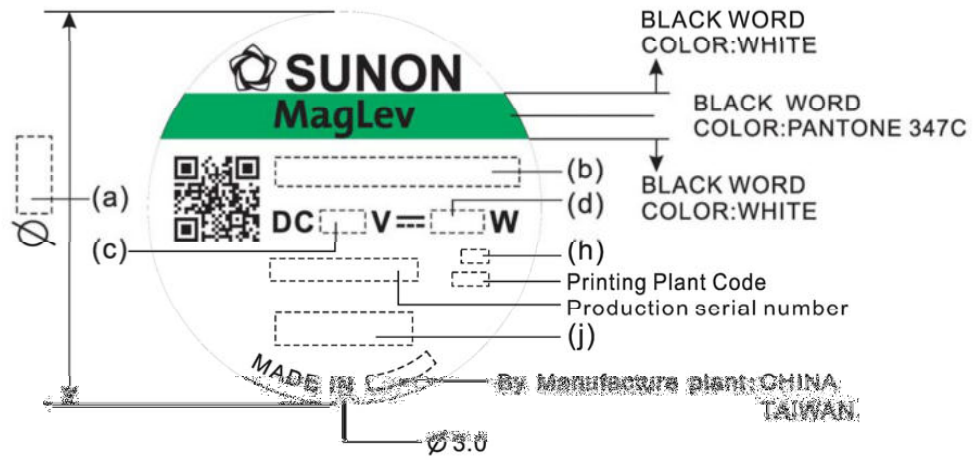 BLACK WORD
COLOR:WHITE
SUNON
MagLev
BLACK WORD
COLOR:PANTONE 347C
BLACK WORD
COLOR:WHITE
(a)
(b)
(d)
DC V W
(c)
(h)
Printing Plant Code
Production serial number
(j)
MADE IN
By Manufacture plant:CHINA
TAIWAN
Ø
Ø3.0